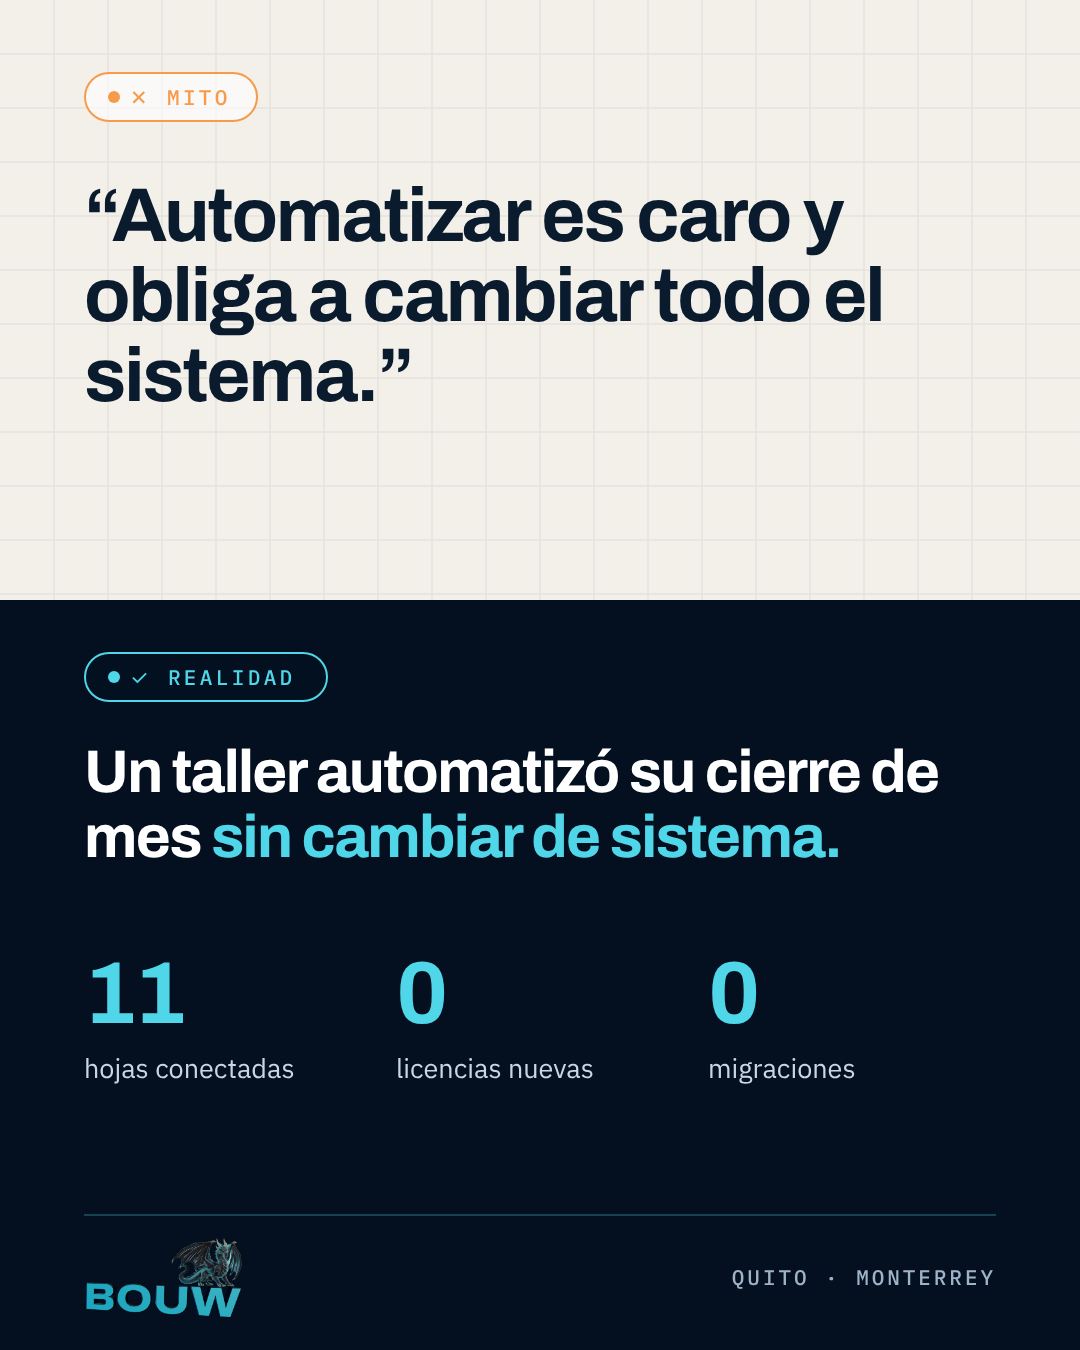 × MITO
“Automatizar es caro y
obliga a cambiar todo el
sistema.”
✓ REALIDAD
Un taller automatizó su cierre de
mes sin cambiar de sistema.
11 0 0
hojas conectadas licencias nuevas migraciones
BOUW
QUITO · MONTERREY